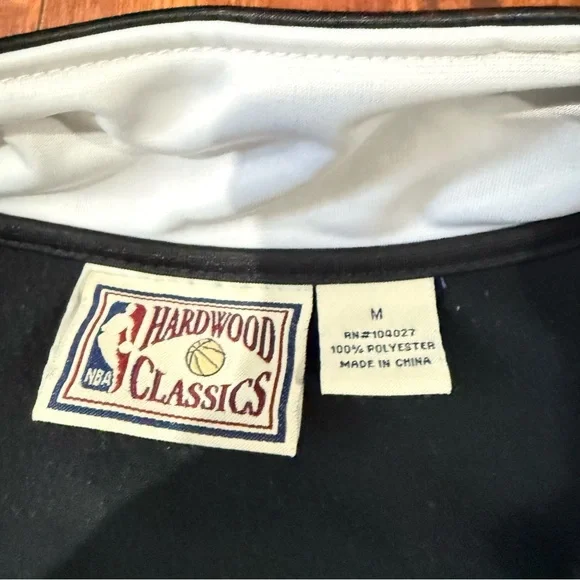 HARDWOOD
NBA
CLASSICS
M
RN#104027
100% POLYESTER
MADE IN CHINA